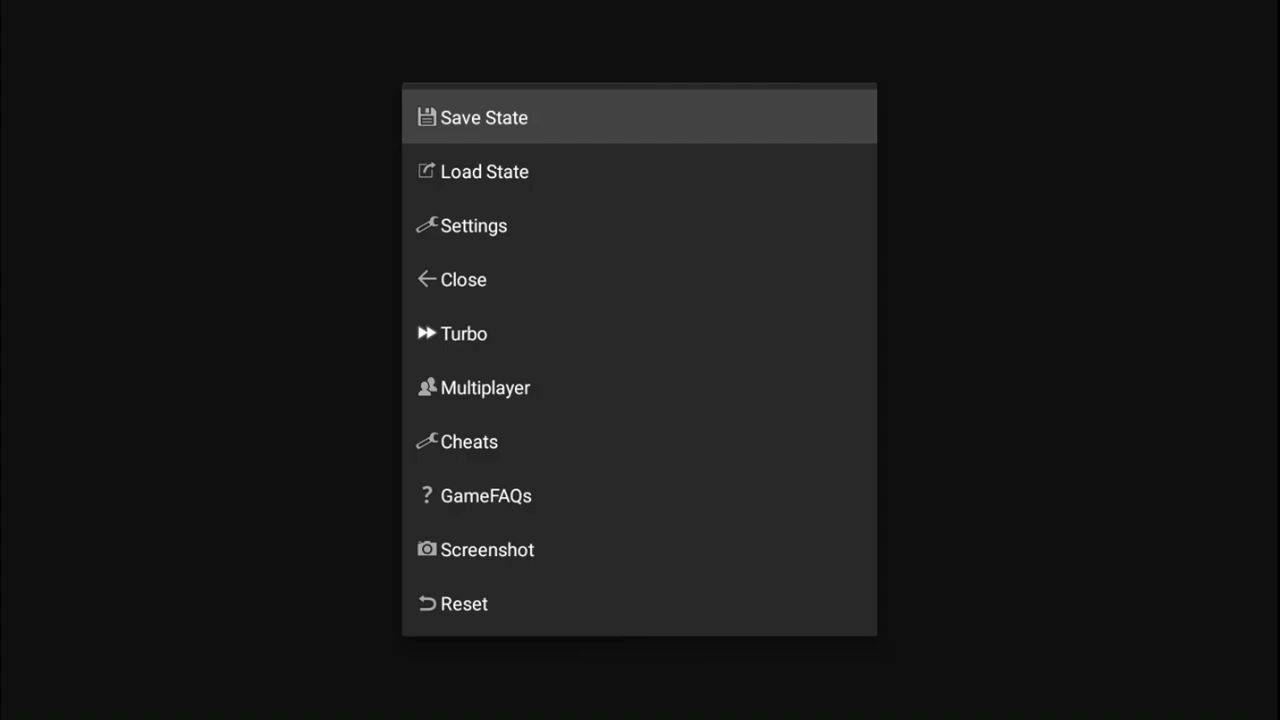 Save State
Load State
Settings
Close
Turbo
Multiplayer
Cheats
GameFAQs
Screenshot
Reset